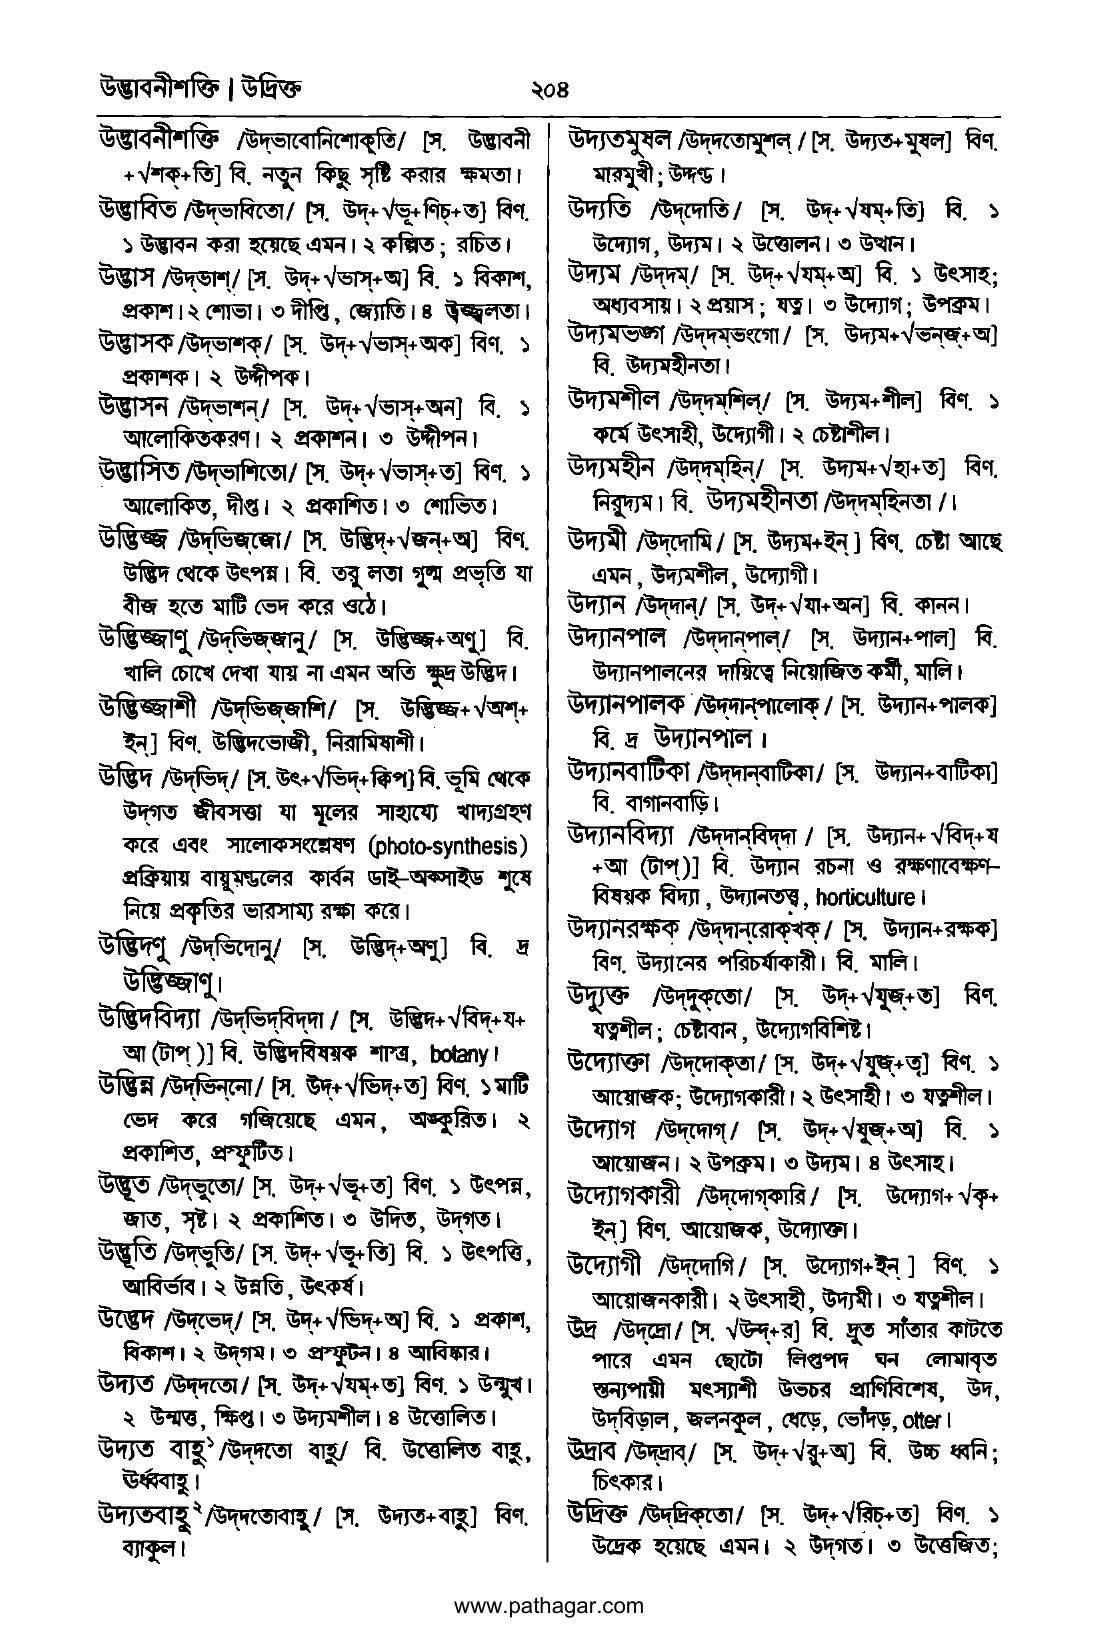 উদ্ভাবনীশক্তি | উদ্রিক্ত
২০৪
উদ্ভাবনীশক্তি /উদ্‌ভাবোনিশোক্‌তি/ [স. উদ্ভাবনী
+√শক্+তি] বি. নতুন কিছু সৃষ্টি করার ক্ষমতা।
উদ্ভাবিত /উদ্‌ভাবিতো/ [স. উদ্+√ভূ+ণিচ্+ত] বিণ.
১ উদ্ভাবন করা হয়েছে এমন। ২ কল্পিত; রচিত।
উদ্ভাস /উদ্‌ভাশ্/ [স. উদ্+√ভাস্+অ] বি. ১ বিকাশ,
প্রকাশ। ২ শোভা। ৩ দীপ্তি, জ্যোতি। ৪ উজ্জ্বলতা।
উদ্ভাসক /উদ্‌ভাশক্/ [স. উদ্+√ভাস্+অক] বিণ. ১
প্রকাশক। ২ উদ্দীপক।
উদ্ভাসন /উদ্‌ভাশন্/ [স. উদ্+√ভাস্+অন] বি. ১
আলোকিতকরণ। ২ প্রকাশন। ৩ উদ্দীপন।
উদ্ভাসিত /উদ্‌ভাশিতো/ [স. উদ্+√ভাস্+ত] বিণ. ১
আলোকিত, দীপ্ত। ২ প্রকাশিত। ৩ শোভিত।
উদ্ভিজ্জ /উদ্‌ভিজ্‌জো/ [স. উদ্ভিদ্+√জন্+অ] বিণ.
উদ্ভিদ থেকে উৎপন্ন। বি. তরু লতা গুল্ম প্রভৃতি যা
বীজ হতে মাটি ভেদ করে ওঠে।
উদ্ভিজ্জাণু /উদ্‌ভিজ্‌জানু/ [স. উদ্ভিজ্জ+অণু] বি.
খালি চোখে দেখা যায় না এমন অতি ক্ষুদ্র উদ্ভিদ।
উদ্ভিজ্জাশী /উদ্‌ভিজ্‌জাশি/ [স. উদ্ভিজ্জ+√অশ্+
ইন্] বিণ. উদ্ভিদভোজী, নিরামিষাশী।
উদ্ভিদ /উদ্‌ভিদ্/ [স. উৎ+√ভিদ্+ক্বিপ] বি. ভূমি থেকে
উদ্‌গত জীবসত্তা যা মূলের সাহায্যে খাদ্যগ্রহণ
করে এবং সালোকসংশ্লেষণ (photo-synthesis)
প্রক্রিয়ায় বায়ুমণ্ডলের কার্বন ডাই-অক্সাইড শুষে
নিয়ে প্রকৃতির ভারসাম্য রক্ষা করে।
উদ্ভিদণু /উদ্‌ভিদোনু/ [স. উদ্ভিদ্+অণু] বি. দ্র
উদ্ভিজ্জাণু।
উদ্ভিদবিদ্যা /উদ্‌ভিদ্‌বিদ্‌দা / [স. উদ্ভিদ+√বিদ্+য+
আ (টাপ্ )] বি. উদ্ভিদবিষয়ক শাস্ত্র, botany।
উদ্ভিন্ন /উদ্‌ভিন্‌নো/ [স. উদ্+√ভিদ্+ত] বিণ. ১ মাটি
ভেদ করে গজিয়েছে এমন, অঙ্কুরিত। ২
প্রকাশিত, প্রস্ফুটিত।
উদ্ভূত /উদ্‌ভুতো/ [স. উদ্+√ভূ+ত] বিণ. ১ উৎপন্ন,
জাত, সৃষ্ট। ২ প্রকাশিত। ৩ উদিত, উদ্‌গত।
উদ্ভূতি /উদ্‌ভূতি/ [স. উদ্+√ভূ+তি] বি. ১ উৎপত্তি,
আবির্ভাব। ২ উন্নতি, উৎকর্ষ।
উদ্ভেদ /উদ্‌ভেদ্/ [স. উদ্+√ভিদ্+অ] বি. ১ প্রকাশ,
বিকাশ। ২ উদ্‌গম। ৩ প্রস্ফুটন। ৪ আবিষ্কার।
উদ্যত /উদ্‌দতো/ [স. উদ্+√যম্+ত] বিণ. ১ উন্মুখ।
২ উন্মত্ত, ক্ষিপ্ত। ৩ উদ্যমশীল। ৪ উত্তোলিত।
উদ্যত বাহু১ /উদ্‌দতো বাহু/ বি. উত্তোলিত বাহু,
ঊর্ধ্ববাহু।
উদ্যতবাহু২ /উদ্‌দতোবাহু/ [স. উদ্যত+বাহু] বিণ.
ব্যাকুল।
উদ্যতমুষল /উদ্‌দতোমুশল্ / [স. উদ্যত+মুষল] বিণ.
মারমুখী; উদ্দণ্ড।
উদ্যতি /উদ্‌দোতি/ [স. উদ্+√যম্+তি] বি. ১
উদ্যোগ, উদ্যম। ২ উত্তোলন। ৩ উত্থান।
উদ্যম /উদ্‌দম্/ [স. উদ্+√যম্+অ] বি. ১ উৎসাহ;
অধ্যবসায়। ২ প্রয়াস; যত্ন। ৩ উদ্যোগ; উপক্রম।
উদ্যমভঙ্গ /উদ্‌দম্‌ভংগো/ [স. উদ্যম+√ভন্‌জ্+অ]
বি. উদ্যমহীনতা।
উদ্যমশীল /উদ্‌দম্‌শিল্/ [স. উদ্যম+শীল] বিণ. ১
কর্মে উৎসাহী, উদ্যোগী। ২ চেষ্টাশীল।
উদ্যমহীন /উদ্‌দম্‌হিন্/ [স. উদ্যম+√হা+ত] বিণ.
নিরুদ্যম। বি. উদ্যমহীনতা /উদ্‌দম্‌হিনতা /।
উদ্যমী /উদ্‌দোমি/ [স. উদ্যম+ইন্ ] বিণ. চেষ্টা আছে
এমন, উদ্যমশীল, উদ্যোগী।
উদ্যান /উদ্‌দান্/ [স. উদ্+√যা+অন] বি. কানন।
উদ্যানপাল /উদ্‌দান্‌পাল্/ [স. উদ্যান+পাল] বি.
উদ্যানপালনের দায়িত্বে নিয়োজিত কর্মী, মালি।
উদ্যানপালক /উদ্‌দান্‌পালোক্/ [স. উদ্যান+পালক]
বি. দ্র উদ্যানপাল।
উদ্যানবাটিকা /উদ্‌দান্‌বাটিকা/ [স. উদ্যান+বাটিকা]
বি. বাগানবাড়ি।
উদ্যানবিদ্যা /উদ্‌দান্‌বিদ্‌দা / [স. উদ্যান+√বিদ্+য
+আ (টাপ্)] বি. উদ্যান রচনা ও রক্ষণাবেক্ষণ-
বিষয়ক বিদ্যা, উদ্যানতত্ত্ব, horticulture।
উদ্যানরক্ষক /উদ্‌দান্‌রোক্‌খক্/ [স. উদ্যান+রক্ষক]
বিণ. উদ্যানের পরিচর্যাকারী। বি. মালি।
উদ্যুক্ত /উদ্‌দুক্‌তো/ [স. উদ্+√যুজ্+ত] বিণ.
যত্নশীল; চেষ্টাবান, উদ্যোগবিশিষ্ট।
উদ্যোক্তা /উদ্‌দোক্‌তা/ [স. উদ্+√যুজ্+তৃ] বিণ. ১
আয়োজক; উদ্যোগকারী। ২ উৎসাহী। ৩ যত্নশীল।
উদ্যোগ /উদ্‌দোগ্/ [স. উদ্+√যুজ্+অ] বি. ১
আয়োজন। ২ উপক্রম। ৩ উদ্যম। ৪ উৎসাহ।
উদ্যোগকারী /উদ্‌দোগ্‌কারি/ [স. উদ্যোগ+√কৃ+
ইন্] বিণ. আয়োজক, উদ্যোক্তা।
উদ্যোগী /উদ্‌দোগি/ [স. উদ্যোগ+ইন্ ] বিণ. ১
আয়োজনকারী। ২ উৎসাহী, উদ্যমী। ৩ যত্নশীল।
উদ্র /উদ্‌দ্রো/ [স. √উন্দ্+র] বি. দ্রুত সাঁতার কাটতে
পারে এমন ছোটো লিপ্তপদ ঘন লোমাবৃত
স্তন্যপায়ী মৎস্যাশী উভচর প্রাণিবিশেষ, উদ,
উদ্‌বিড়াল, জলনকুল, ধেড়ে, ভোঁদড়, otter।
উদ্রাব /উদ্‌দ্রাব্/ [স. উদ্+√রু+অ] বি. উচ্চ ধ্বনি;
চিৎকার।
উদ্রিক্ত /উদ্‌দ্রিক্‌তো/ [স. উদ্+√রিচ্+ত] বিণ. ১
উদ্রেক হয়েছে এমন। ২ উদ্‌গত। ৩ উত্তেজিত;
www.pathagar.com